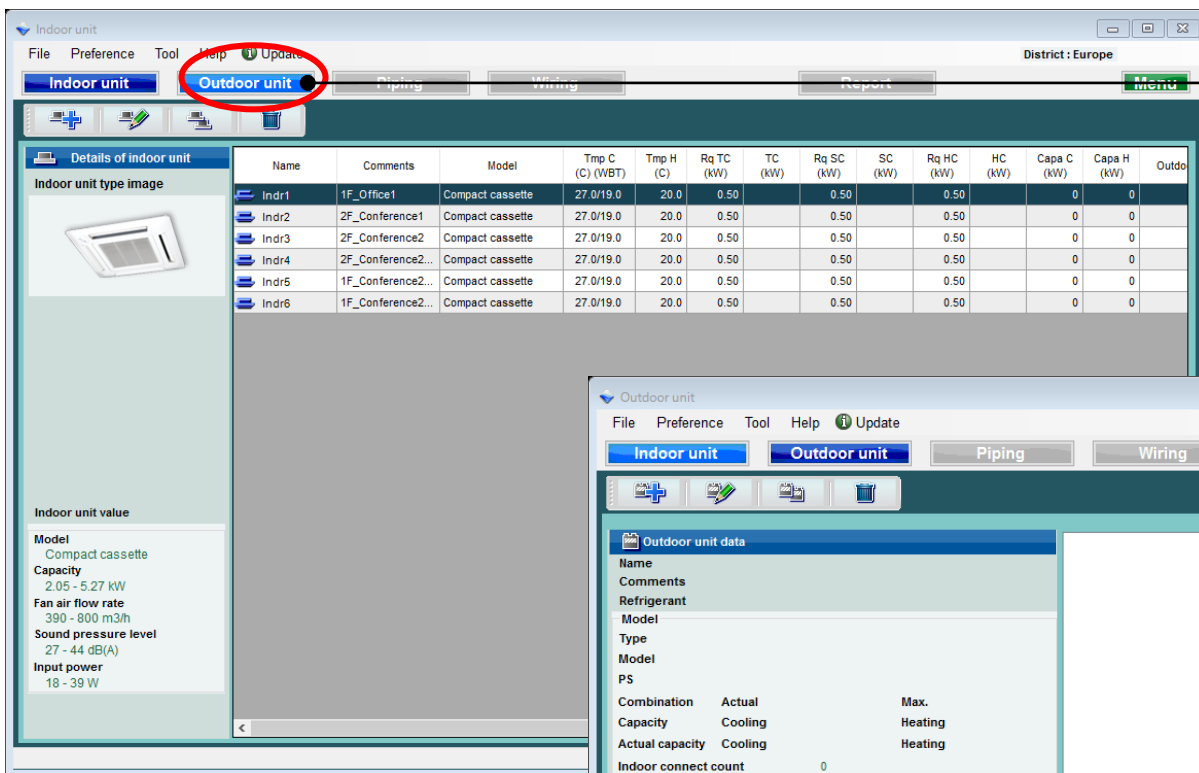 Indoor unit
File Preference Tool Help Update
District : Europe
Indoor unit Outdoor unit Piping Wiring Report Menu
Details of indoor unit
Indoor unit type image
Name Comments Model Tmp C (C) (WBT) Tmp H (C) Rq TC (kW) TC (kW) Rq SC (kW) SC (kW) Rq HC (kW) HC (kW) Capa C (kW) Capa H (kW) Outdo
Indr1 1F_Office1 Compact cassette 27.0/19.0 20.0 0.50 0.50 0.50 0 0
Indr2 2F_Conference1 Compact cassette 27.0/19.0 20.0 0.50 0.50 0.50 0 0
Indr3 2F_Conference2 Compact cassette 27.0/19.0 20.0 0.50 0.50 0.50 0 0
Indr4 2F_Conference2... Compact cassette 27.0/19.0 20.0 0.50 0.50 0.50 0 0
Indr5 1F_Conference2... Compact cassette 27.0/19.0 20.0 0.50 0.50 0.50 0 0
Indr6 1F_Conference2... Compact cassette 27.0/19.0 20.0 0.50 0.50 0.50 0 0
Indoor unit value
Model
Compact cassette
Capacity
2.05 - 5.27 kW
Fan air flow rate
390 - 800 m3/h
Sound pressure level
27 - 44 dB(A)
Input power
18 - 39 W
Outdoor unit
File Preference Tool Help Update
Indoor unit Outdoor unit Piping Wiring
Outdoor unit data
Name
Comments
Refrigerant
Model
Type
Model
PS
Combination Actual Max.
Capacity Cooling Heating
Actual capacity Cooling Heating
Indoor connect count 0